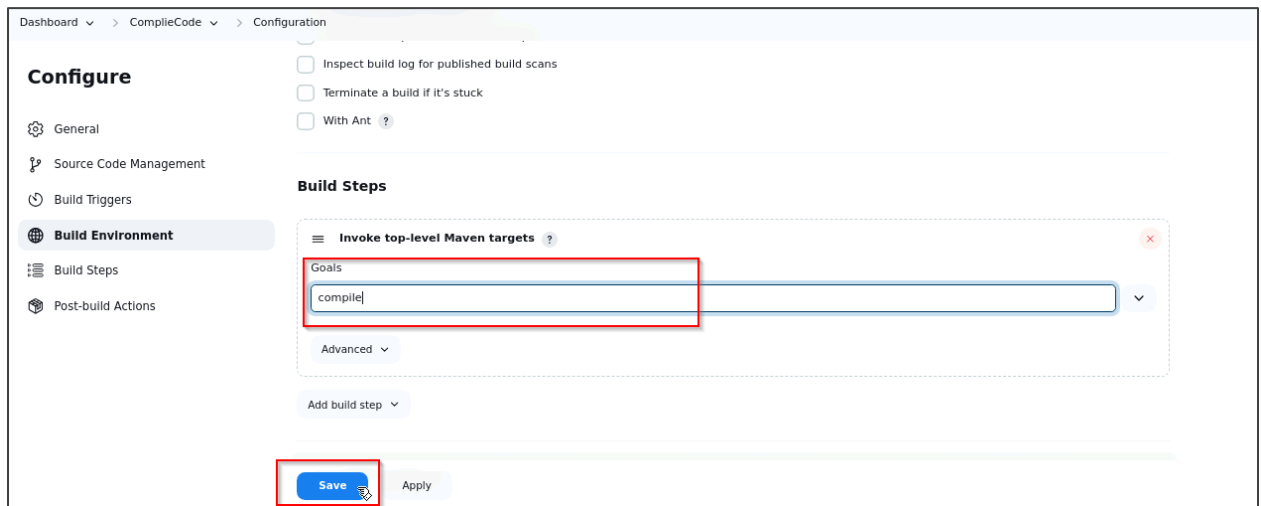 Dashboard > ComplieCode > Configuration
Configure
General
Source Code Management
Build Triggers
Build Environment
Build Steps
Post-build Actions
Inspect build log for published build scans
Terminate a build if it's stuck
With Ant ?
Build Steps
Invoke top-level Maven targets ?
Goals
compile
Advanced
Add build step
Save
Apply